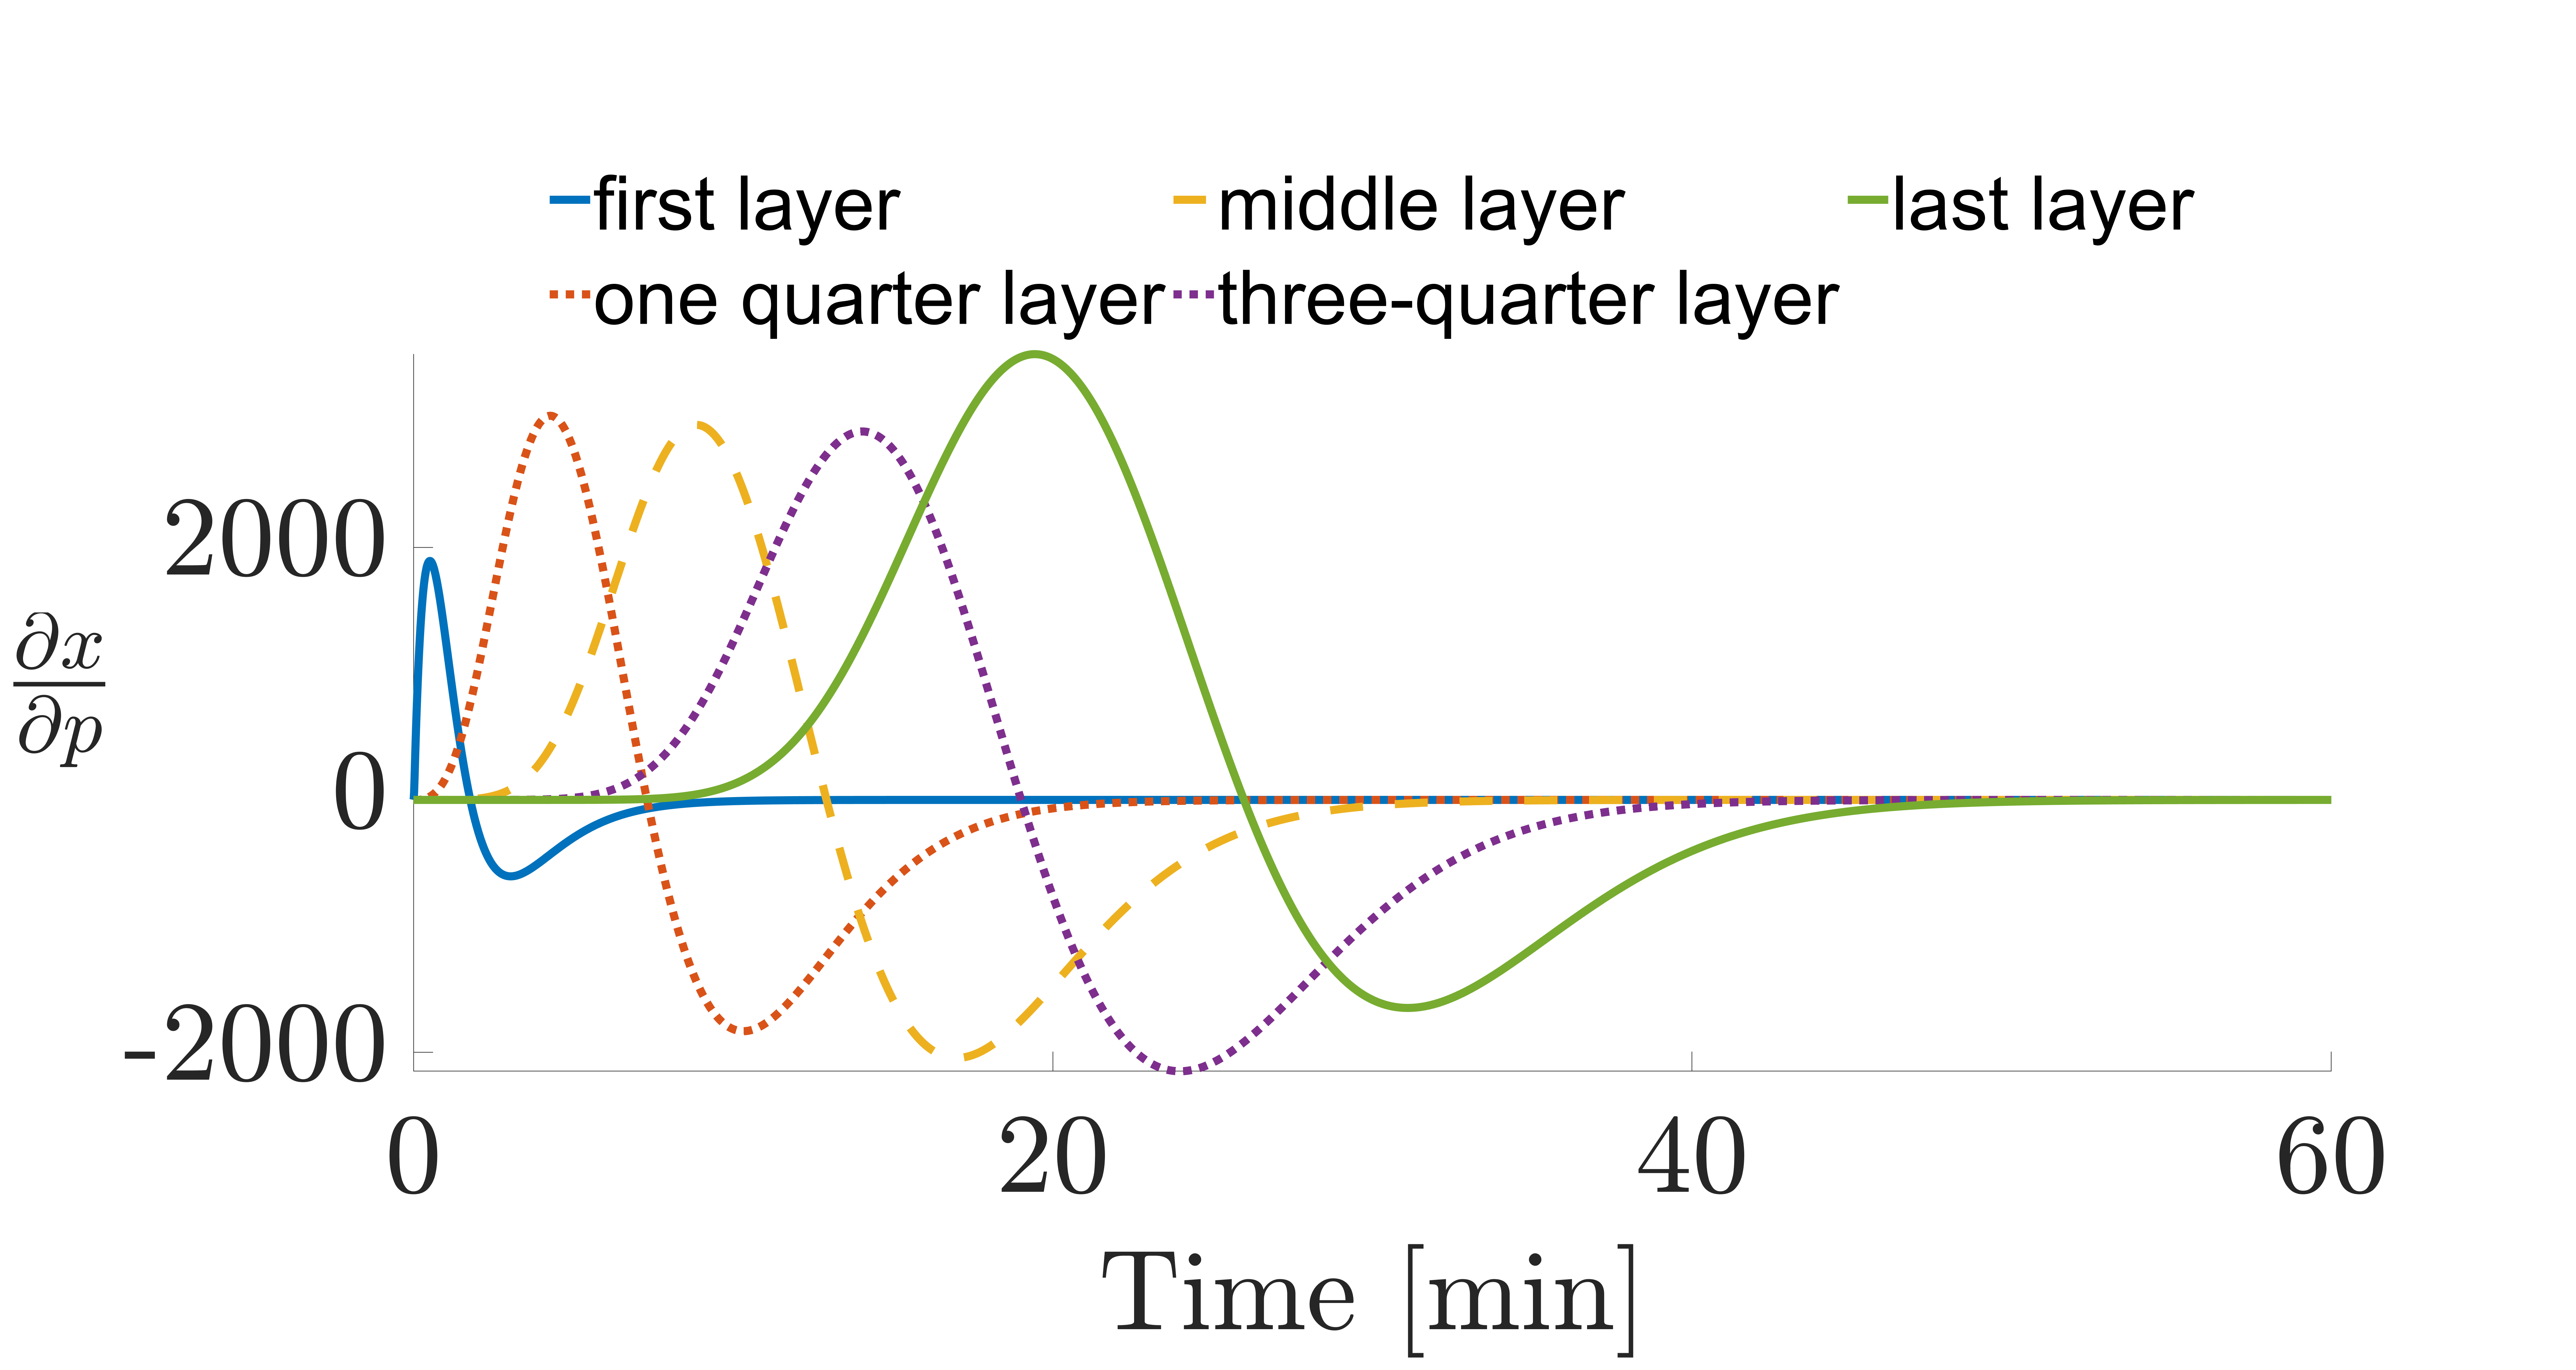 first layer middle layer last layer
one quarter layer three-quarter layer
2000
0
-2000
∂x
∂p
0 20 40 60
Time [min]